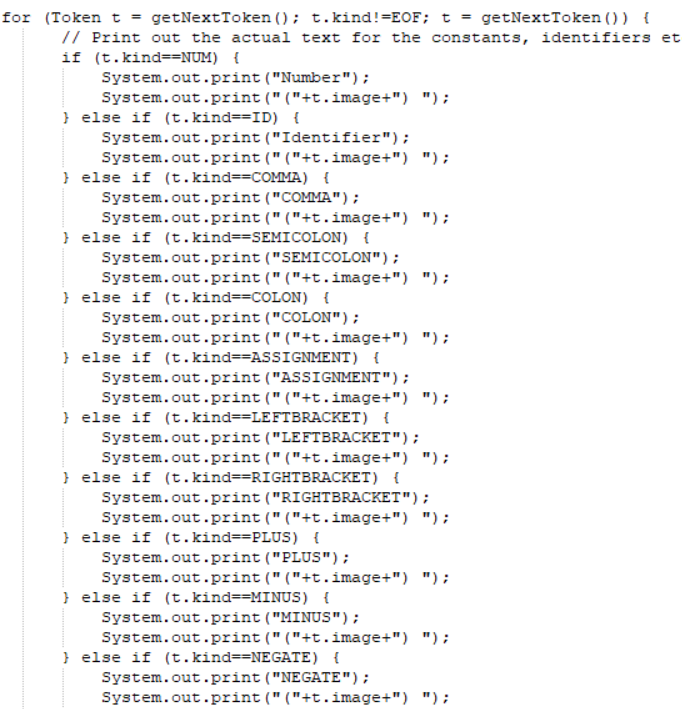 for (Token t = getNextToken(); t.kind!=EOF; t = getNextToken()) {
// Print out the actual text for the constants, identifiers et
if (t.kind==NUM) {
System.out.print("Number");
System.out.print("("+t.image+") ");
} else if (t.kind==ID) {
System.out.print("Identifier");
System.out.print("("+t.image+") ");
} else if (t.kind==COMMA) {
System.out.print("COMMA");
System.out.print("("+t.image+") ");
} else if (t.kind==SEMICOLON) {
System.out.print("SEMICOLON");
System.out.print("("+t.image+") ");
} else if (t.kind==COLON) {
System.out.print("COLON");
System.out.print("("+t.image+") ");
} else if (t.kind==ASSIGNMENT) {
System.out.print("ASSIGNMENT");
System.out.print("("+t.image+") ");
} else if (t.kind==LEFTBRACKET) {
System.out.print("LEFTBRACKET");
System.out.print("("+t.image+") ");
} else if (t.kind==RIGHTBRACKET) {
System.out.print("RIGHTBRACKET");
System.out.print("("+t.image+") ");
} else if (t.kind==PLUS) {
System.out.print("PLUS");
System.out.print("("+t.image+") ");
} else if (t.kind==MINUS) {
System.out.print("MINUS");
System.out.print("("+t.image+") ");
} else if (t.kind==NEGATE) {
System.out.print("NEGATE");
System.out.print("("+t.image+") ");